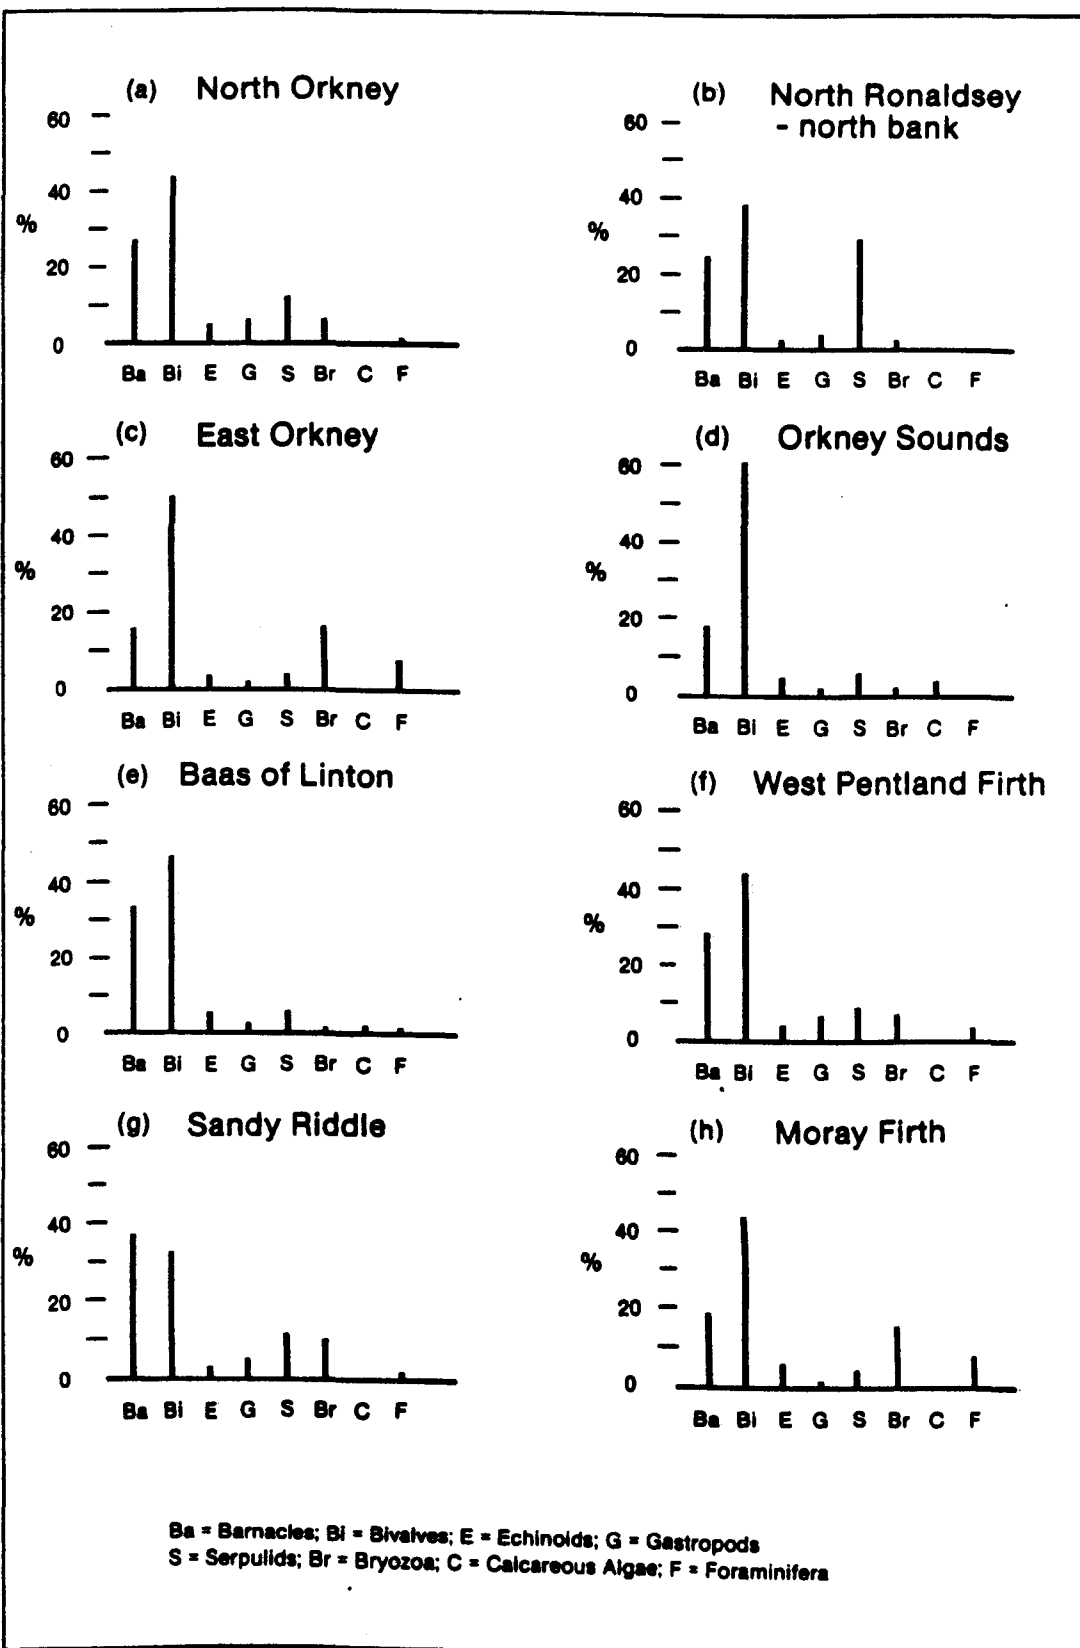 (a) North Orkney
60
40
%
20
0
Ba Bi E G S Br C F
(b) North Ronaldsey
- north bank
60
40
%
20
0
Ba Bi E G S Br C F
(c) East Orkney
60
40
%
20
0
Ba Bi E G S Br C F
(d) Orkney Sounds
60
40
%
20
0
Ba Bi E G S Br C F
(e) Baas of Linton
60
40
%
20
0
Ba Bi E G S Br C F
(f) West Pentland Firth
60
40
%
20
0
Ba Bi E G S Br C F
(g) Sandy Riddle
60
40
%
20
0
Ba Bi E G S Br C F
(h) Moray Firth
60
40
%
20
0
Ba Bi E G S Br C F
Ba = Barnacles; Bi = Bivalves; E = Echinoids; G = Gastropods
S = Serpulids; Br = Bryozoa; C = Calcareous Algae; F = Foraminifera